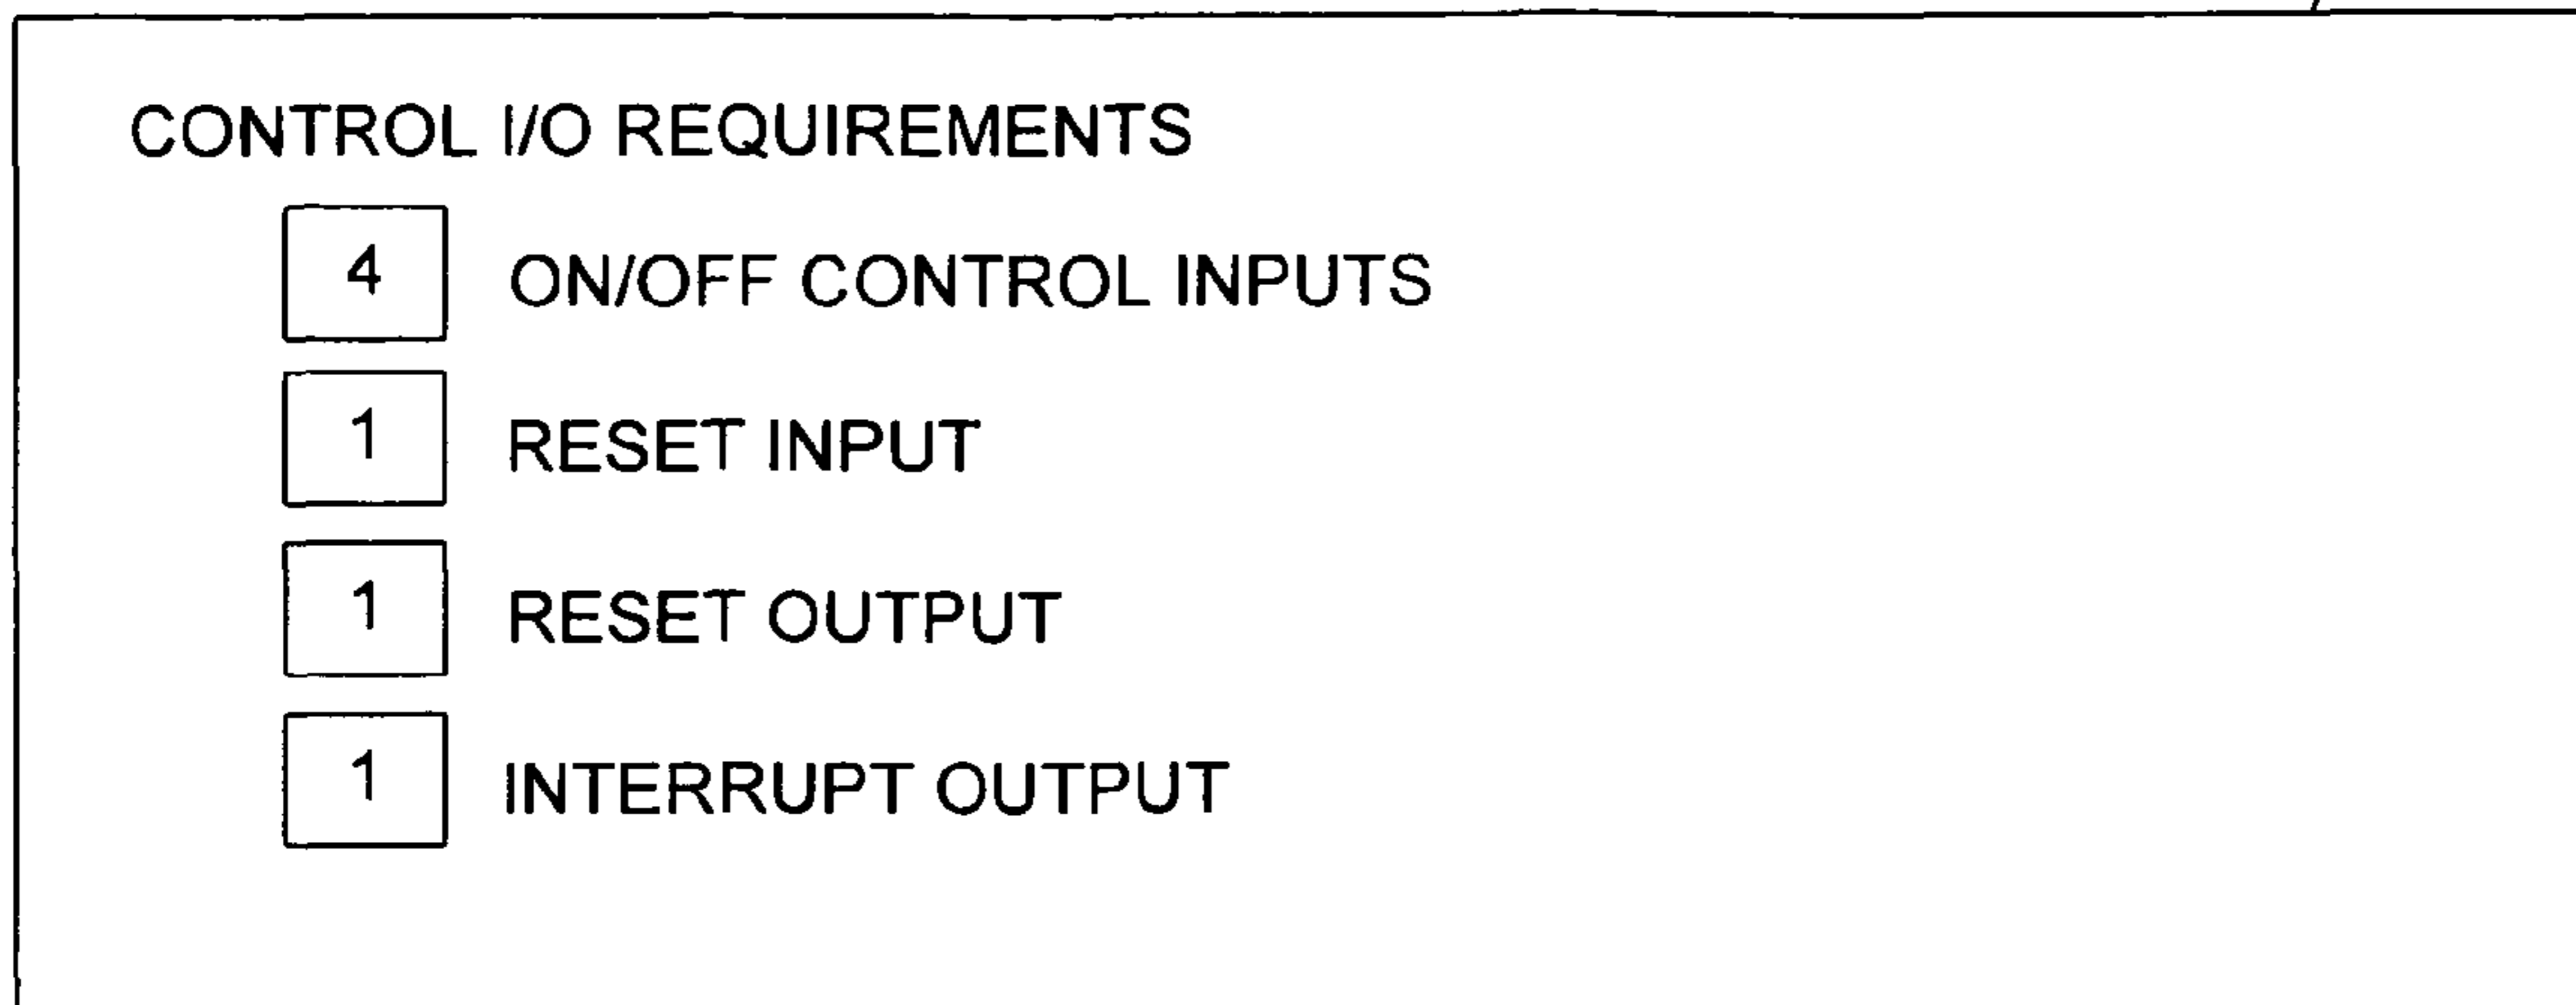 CONTROL I/O REQUIREMENTS
4 ON/OFF CONTROL INPUTS
1 RESET INPUT
1 RESET OUTPUT
1 INTERRUPT OUTPUT